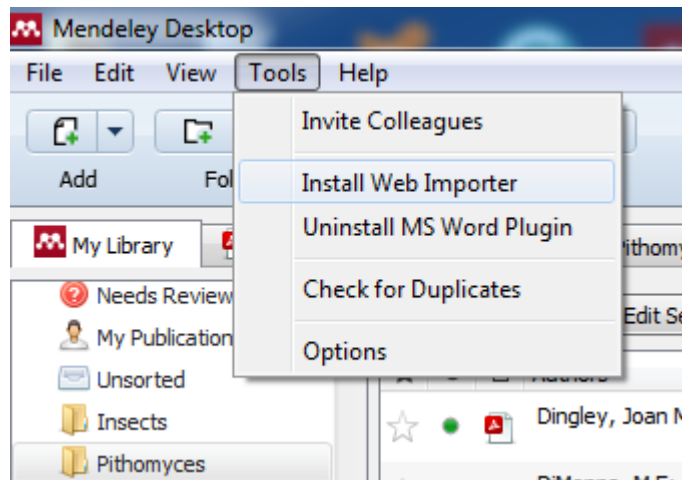 Mendeley Desktop
File Edit View Tools Help
Invite Colleagues
Add
Install Web Importer
My Library
Uninstall MS Word Plugin
Needs Review
Check for Duplicates
Edit
My Publication
Options
Unsorted
Insects
Dingley, Joan
Pithomyces